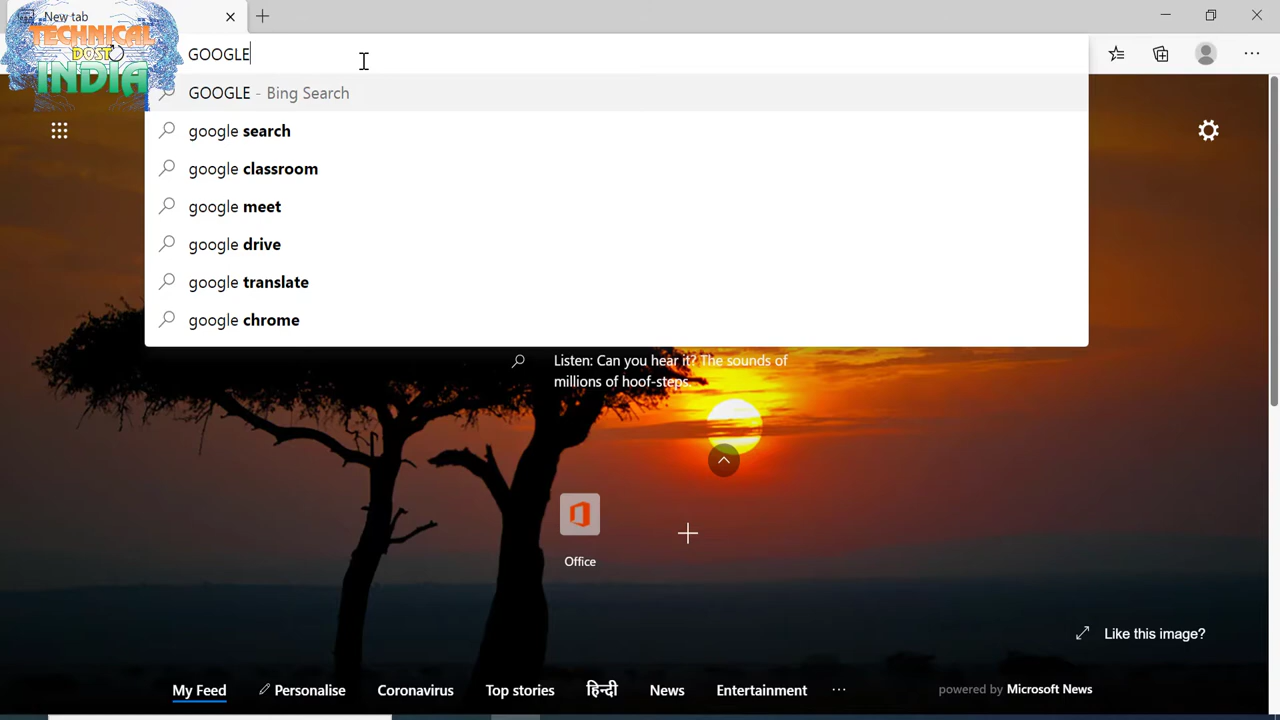 New tab
TECHNICAL
DOST
INDIA
GOOGLE
GOOGLE - Bing Search
google search
google classroom
google meet
google drive
google translate
google chrome
Listen: Can you hear it? The sounds of
millions of hoof-steps.
Office
Like this image?
My Feed
Personalise
Coronavirus
Top stories
हिन्दी
News
Entertainment
powered by Microsoft News